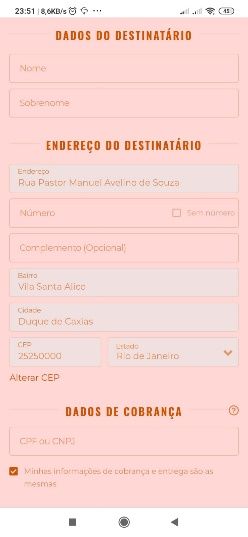 23:51 | 8,6KB/s
45
DADOS DO DESTINATÁRIO
Nome
Sobrenome
ENDEREÇO DO DESTINATÁRIO
Endereço
Rua Pastor Manuel Avelino de Souza
Número
Sem número
Complemento (Opcional)
Bairro
Vila Santa Alice
Cidade
Duque de Caxias
CEP
25250000
Estado
Rio de Janeiro
Alterar CEP
DADOS DE COBRANÇA
?
CPF ou CNPJ
Minhas informações de cobrança e entrega são as
mesmas